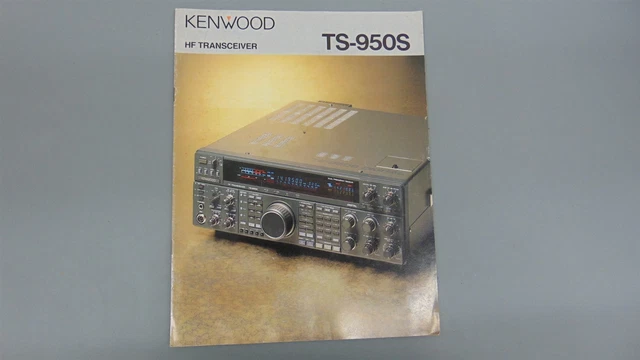 KENWOOD
HF TRANSCEIVER
TS-950S